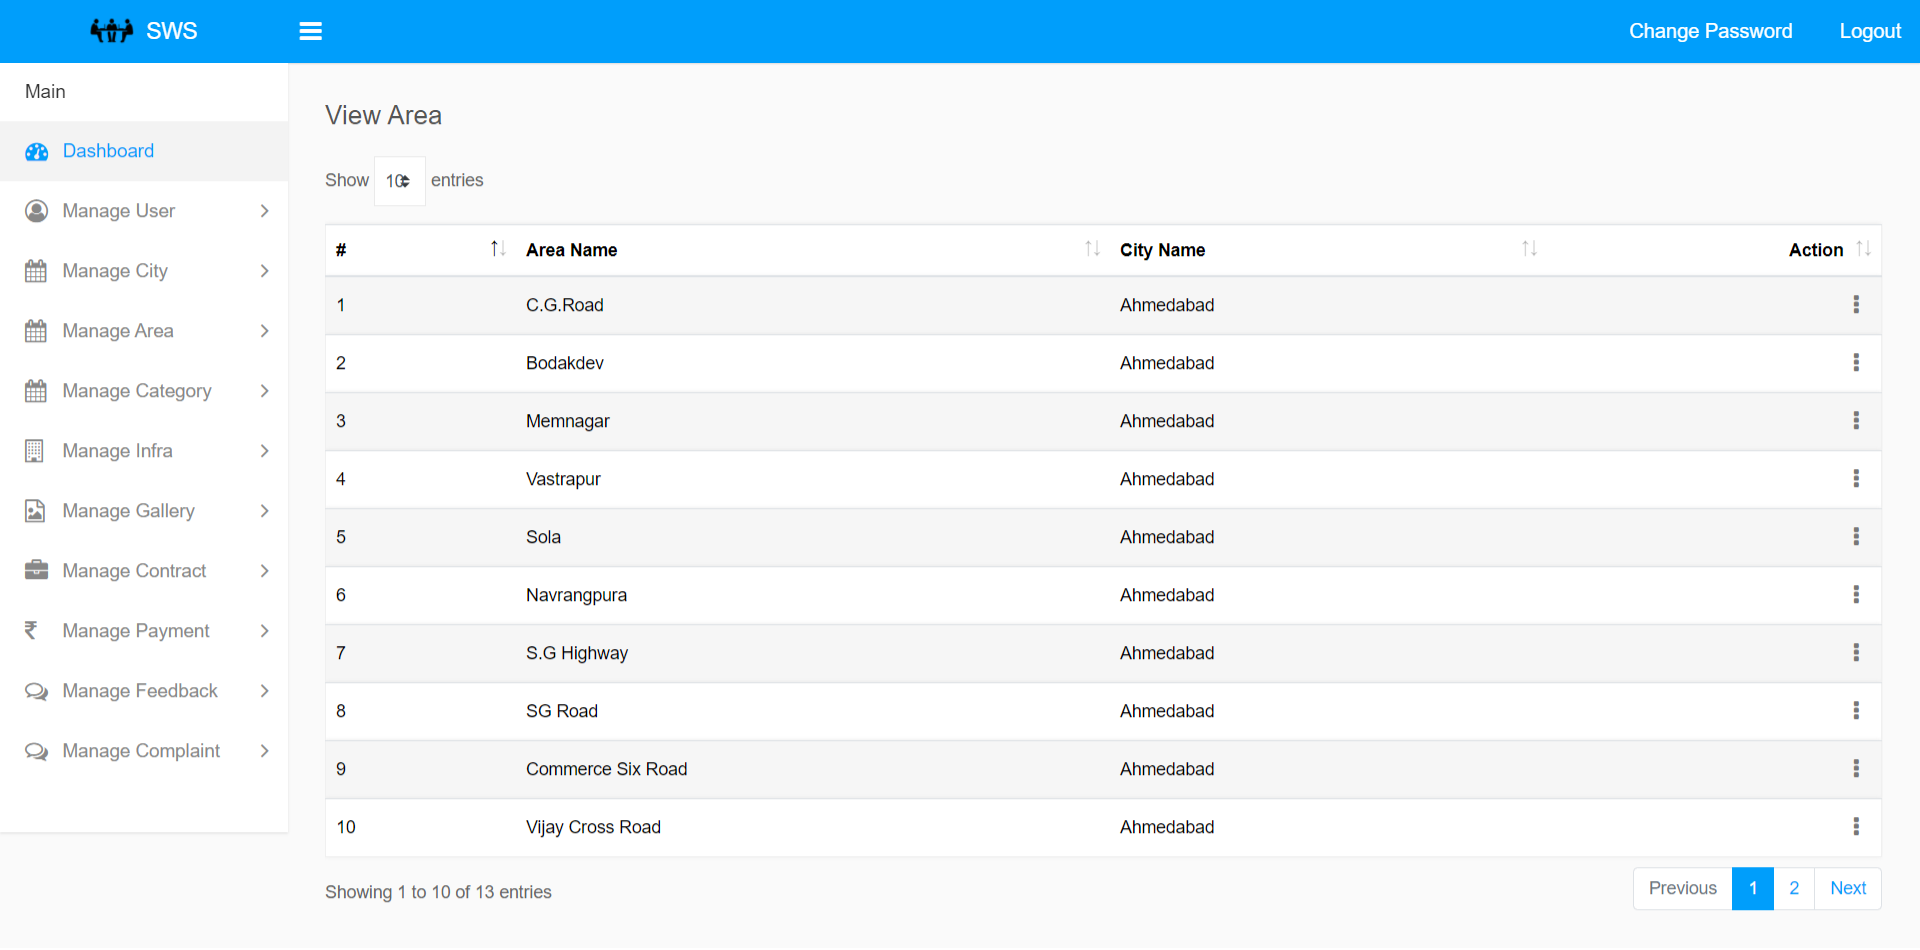 SWS
Change Password Logout
Main
Dashboard
Manage User
Manage City
Manage Area
Manage Category
Manage Infra
Manage Gallery
Manage Contract
Manage Payment
Manage Feedback
Manage Complaint
View Area
Show 10 entries
# Area Name City Name Action
1 C.G.Road Ahmedabad
2 Bodakdev Ahmedabad
3 Memnagar Ahmedabad
4 Vastrapur Ahmedabad
5 Sola Ahmedabad
6 Navrangpura Ahmedabad
7 S.G Highway Ahmedabad
8 SG Road Ahmedabad
9 Commerce Six Road Ahmedabad
10 Vijay Cross Road Ahmedabad
Showing 1 to 10 of 13 entries
Previous 1 2 Next